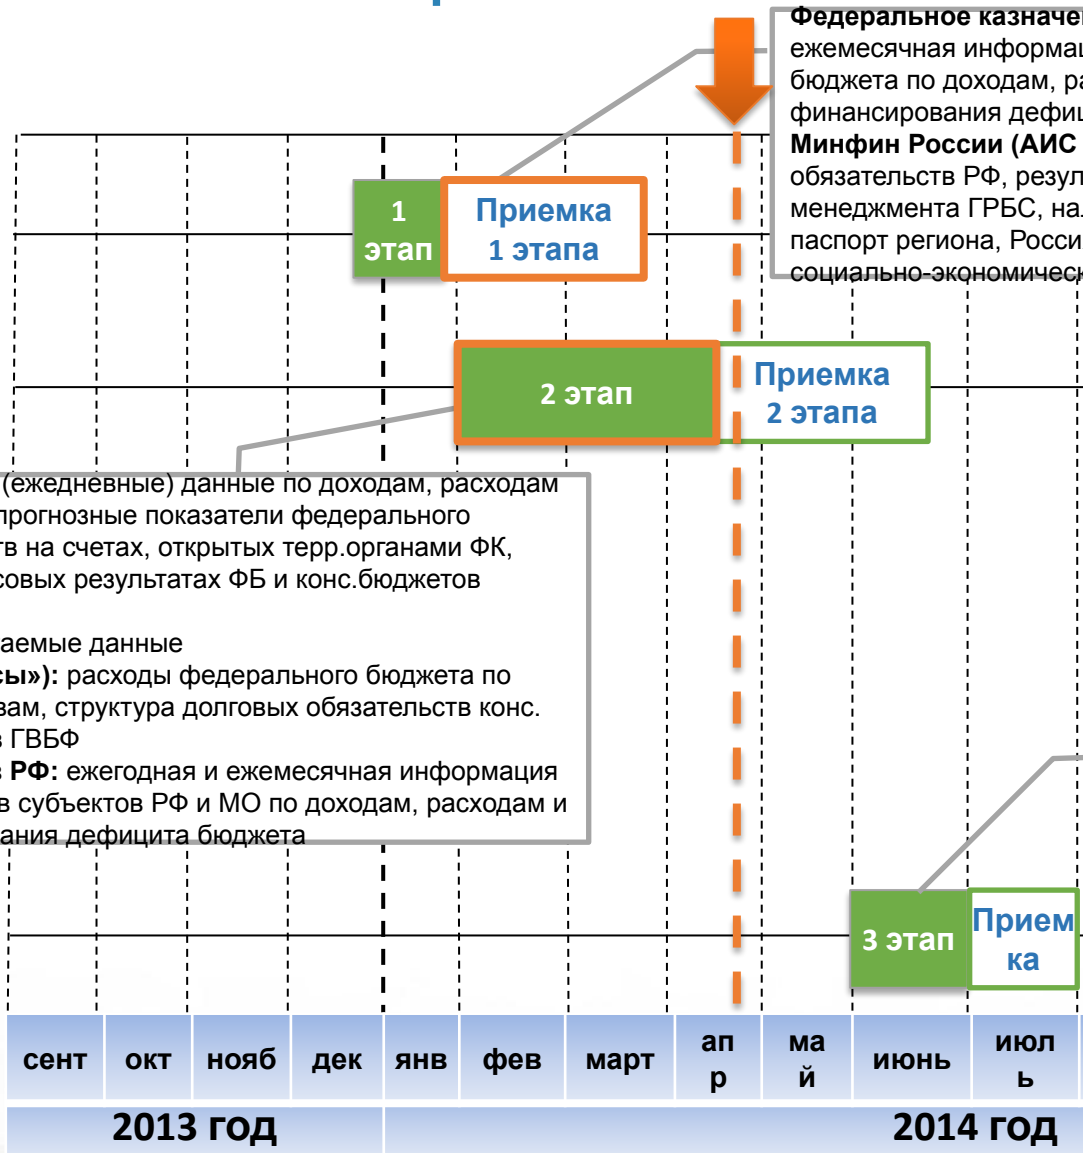 Федеральное казначе
ежемесячная информац
бюджета по доходам, ра
финансирования дефиц
Минфин России (АИС
обязательств РФ, резул
менеджмента ГРБС, нал
паспорт региона, Росси
социально-экономическ
1
этап
Приемка
1 этапа
2 этап
Приемка
2 этапа
(ежедневные) данные по доходам, расходам
прогнозные показатели федерального
тв на счетах, открытых терр.органами ФК,
совых результатах ФБ и конс.бюджетов
аемые данные
сы»): расходы федерального бюджета по
вам, структура долговых обязательств конс.
в ГВБФ
в РФ: ежегодная и ежемесячная информация
в субъектов РФ и МО по доходам, расходам и
ания дефицита бюджета
3 этап
Прием
ка
сент окт нояб дек янв фев март ап
р ма
й июнь июл
ь
2013 год 2014 год